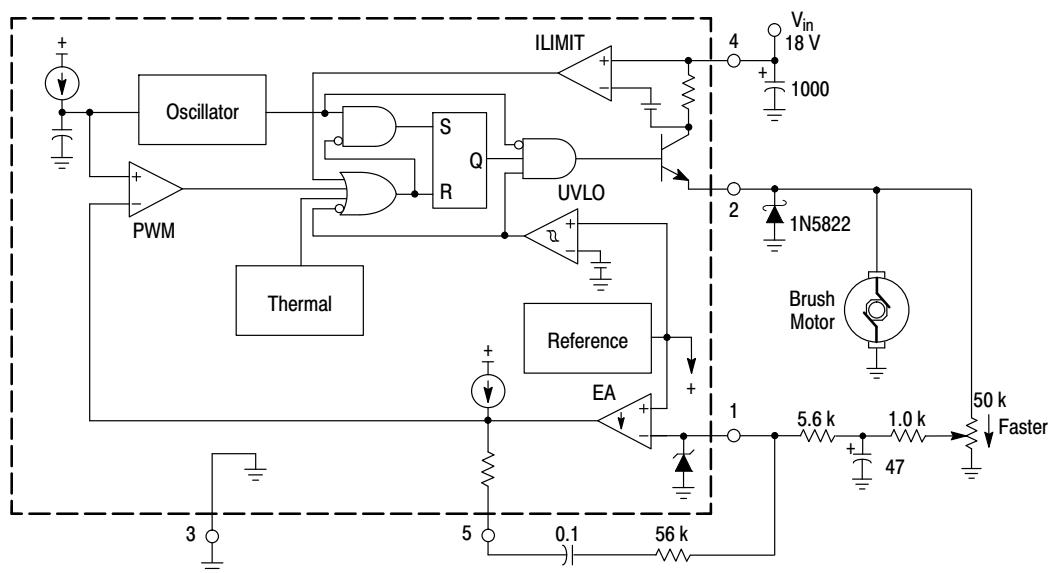 +
ILIMIT
4
Vin
18 V
+
1000
+
-
Oscillator
S
Q
R
+
-
PWM
UVLO
2
1N5822
+
-
Thermal
Brush
Motor
Reference
+
+
EA
+
-
1
5.6 k
1.0 k
50 k
Faster
+
47
3
5
0.1
56 k